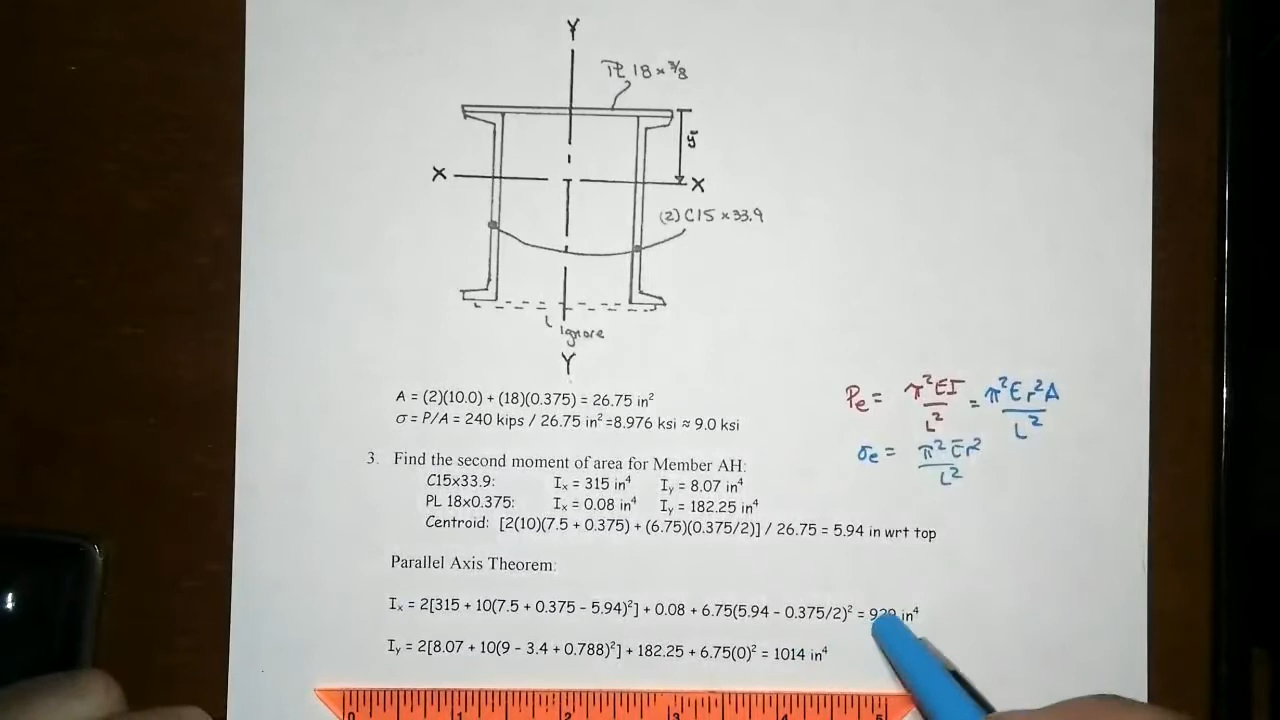 Y
PL 18 x 3/8
ȳ
X
X
(2) C15 x 33.9
ignore
Y
A = (2)(10.0) + (18)(0.375) = 26.75 in²
σ = P/A = 240 kips / 26.75 in² =8.976 ksi ≈ 9.0 ksi
Pe = π²EI/L² = π²Er²A/L²
σe = π²Er²/L²
3. Find the second moment of area for Member AH:
C15x33.9: Ix = 315 in⁴ Iy = 8.07 in⁴
PL 18x0.375: Ix = 0.08 in⁴ Iy = 182.25 in⁴
Centroid: [2(10)(7.5 + 0.375) + (6.75)(0.375/2)] / 26.75 = 5.94 in wrt top
Parallel Axis Theorem:
Ix = 2[315 + 10(7.5 + 0.375 - 5.94)²] + 0.08 + 6.75(5.94 - 0.375/2)² = in⁴
Iy = 2[8.07 + 10(9 - 3.4 + 0.788)²] + 182.25 + 6.75(0)² = 1014 in⁴
0 1 2 3 4 5